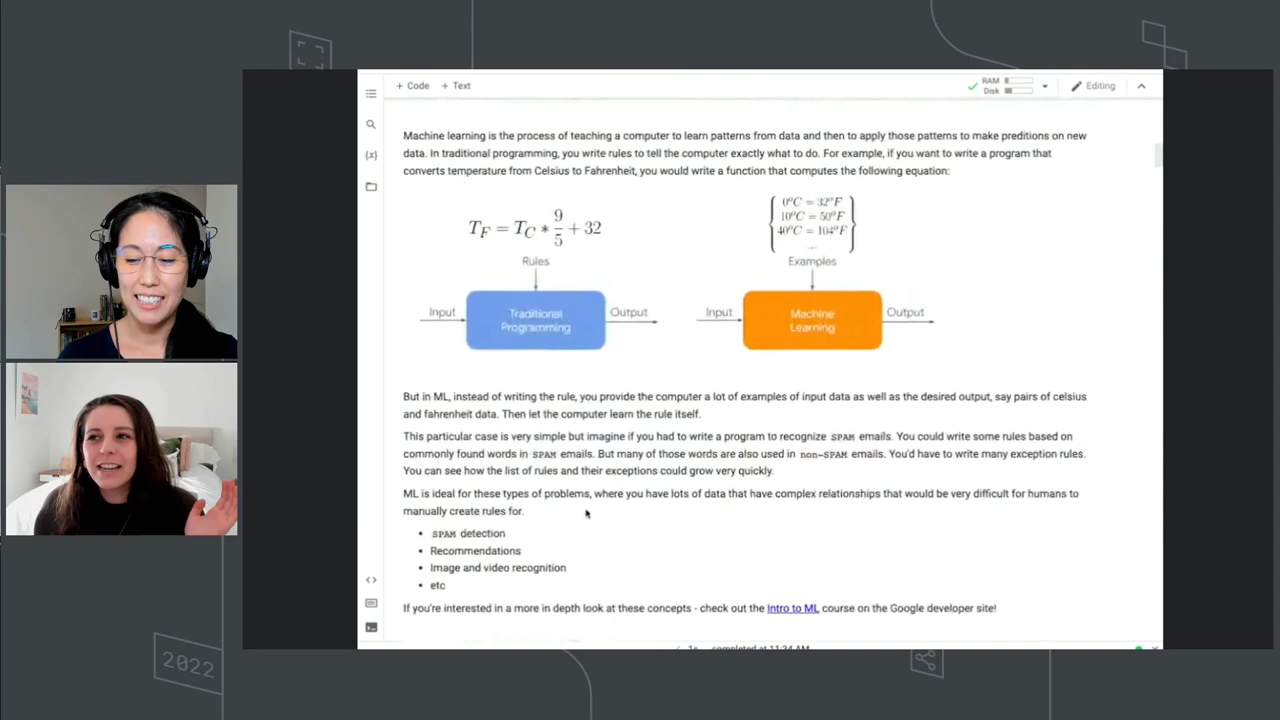 + Code + Text
RAM
Disk
Editing
Machine learning is the process of teaching a computer to learn patterns from data and then to apply those patterns to make preditions on new
data. In traditional programming, you write rules to tell the computer exactly what to do. For example, if you want to write a program that
converts temperature from Celsius to Fahrenheit, you would write a function that computes the following equation:
T_F = T_C * 9/5 + 32
Rules
Input
Traditional
Programming
Output
0°C = 32°F
10°C = 50°F
40°C = 104°F
...
Examples
Input
Machine
Learning
Output
But in ML, instead of writing the rule, you provide the computer a lot of examples of input data as well as the desired output, say pairs of celsius
and fahrenheit data. Then let the computer learn the rule itself.
This particular case is very simple but imagine if you had to write a program to recognize SPAM emails. You could write some rules based on
commonly found words in SPAM emails. But many of those words are also used in non-SPAM emails. You'd have to write many exception rules.
You can see how the list of rules and their exceptions could grow very quickly.
ML is ideal for these types of problems, where you have lots of data that have complex relationships that would be very difficult for humans to
manually create rules for.
• SPAM detection
• Recommendations
• Image and video recognition
• etc
If you're interested in a more in depth look at these concepts - check out the Intro to ML course on the Google developer site!
1s completed at 11:34 AM
2022